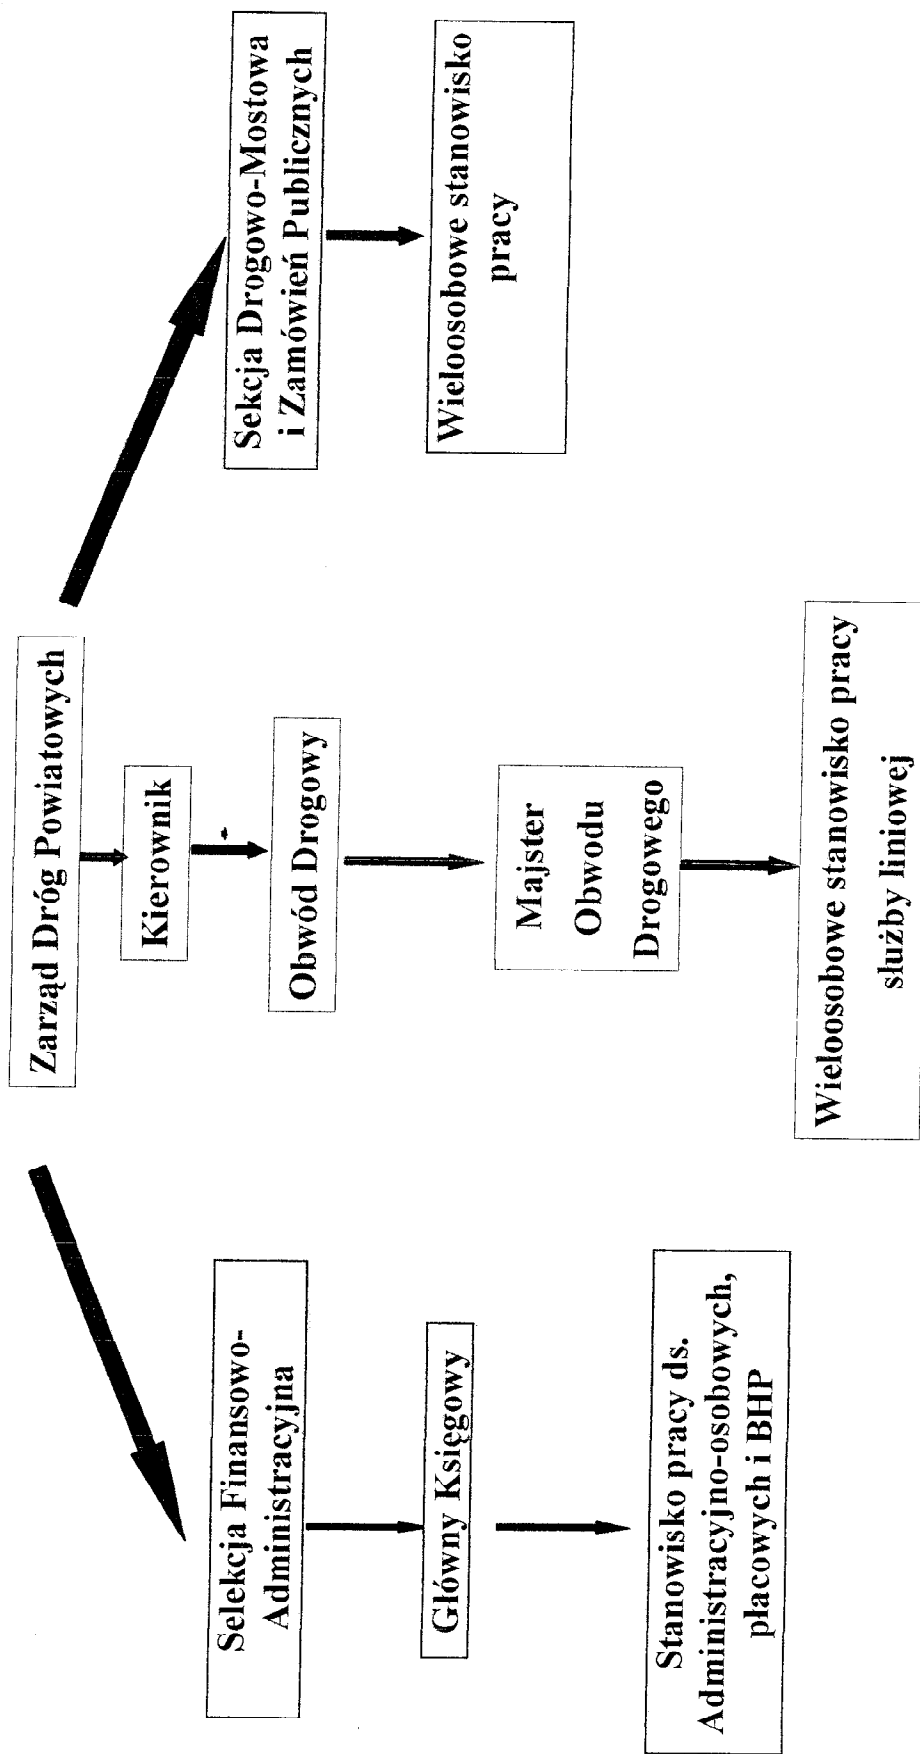 Zarząd Dróg Powiatowych
Kierownik
Obwód Drogowy
Majster
Obwodu
Drogowego
Wieloosobowe stanowisko pracy
służby liniowej
Selekcja Finansowo-
Administracyjna
Główny Księgowy
Stanowisko pracy ds.
Administracyjno-osobowych,
płacowych i BHP
Sekcja Drogowo-Mostowa
i Zamówień Publicznych
Wieloosobowe stanowisko
pracy